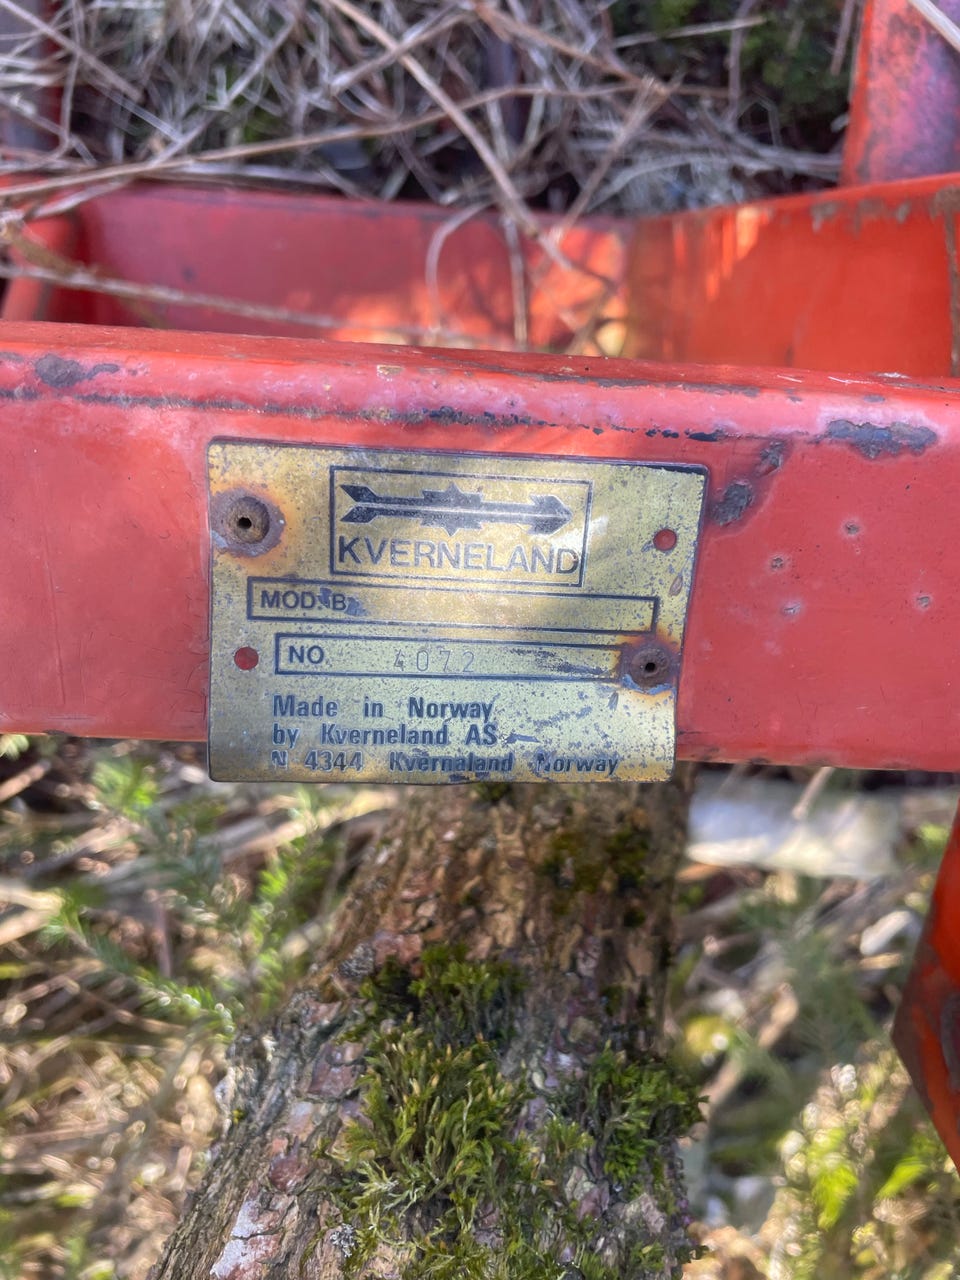 KVERNELAND
MOD. B
NO. 4072
Made in Norway
by Kverneland AS
N 4344 Kvernaland Norway